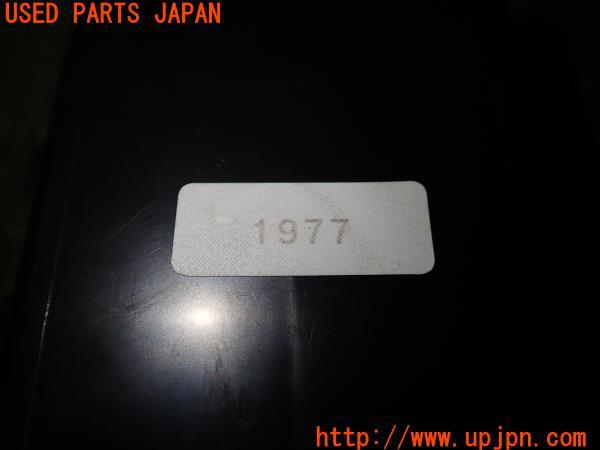 USED PARTS JAPAN
1977
http://www.upjpn.com/